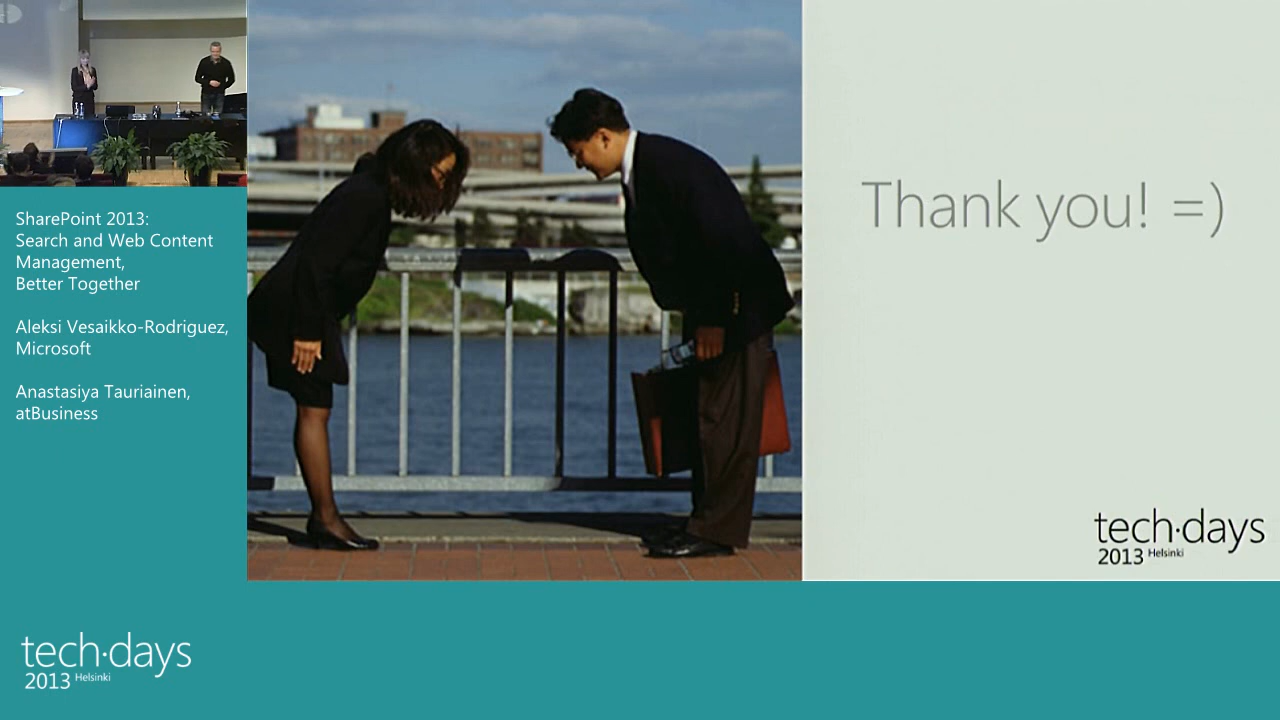 SharePoint 2013:
Search and Web Content
Management,
Better Together
Aleksi Vesaikko-Rodriguez,
Microsoft
Anastasiya Tauriainen,
atBusiness
Thank you! =)
tech·days
2013 Helsinki
tech·days
2013 Helsinki